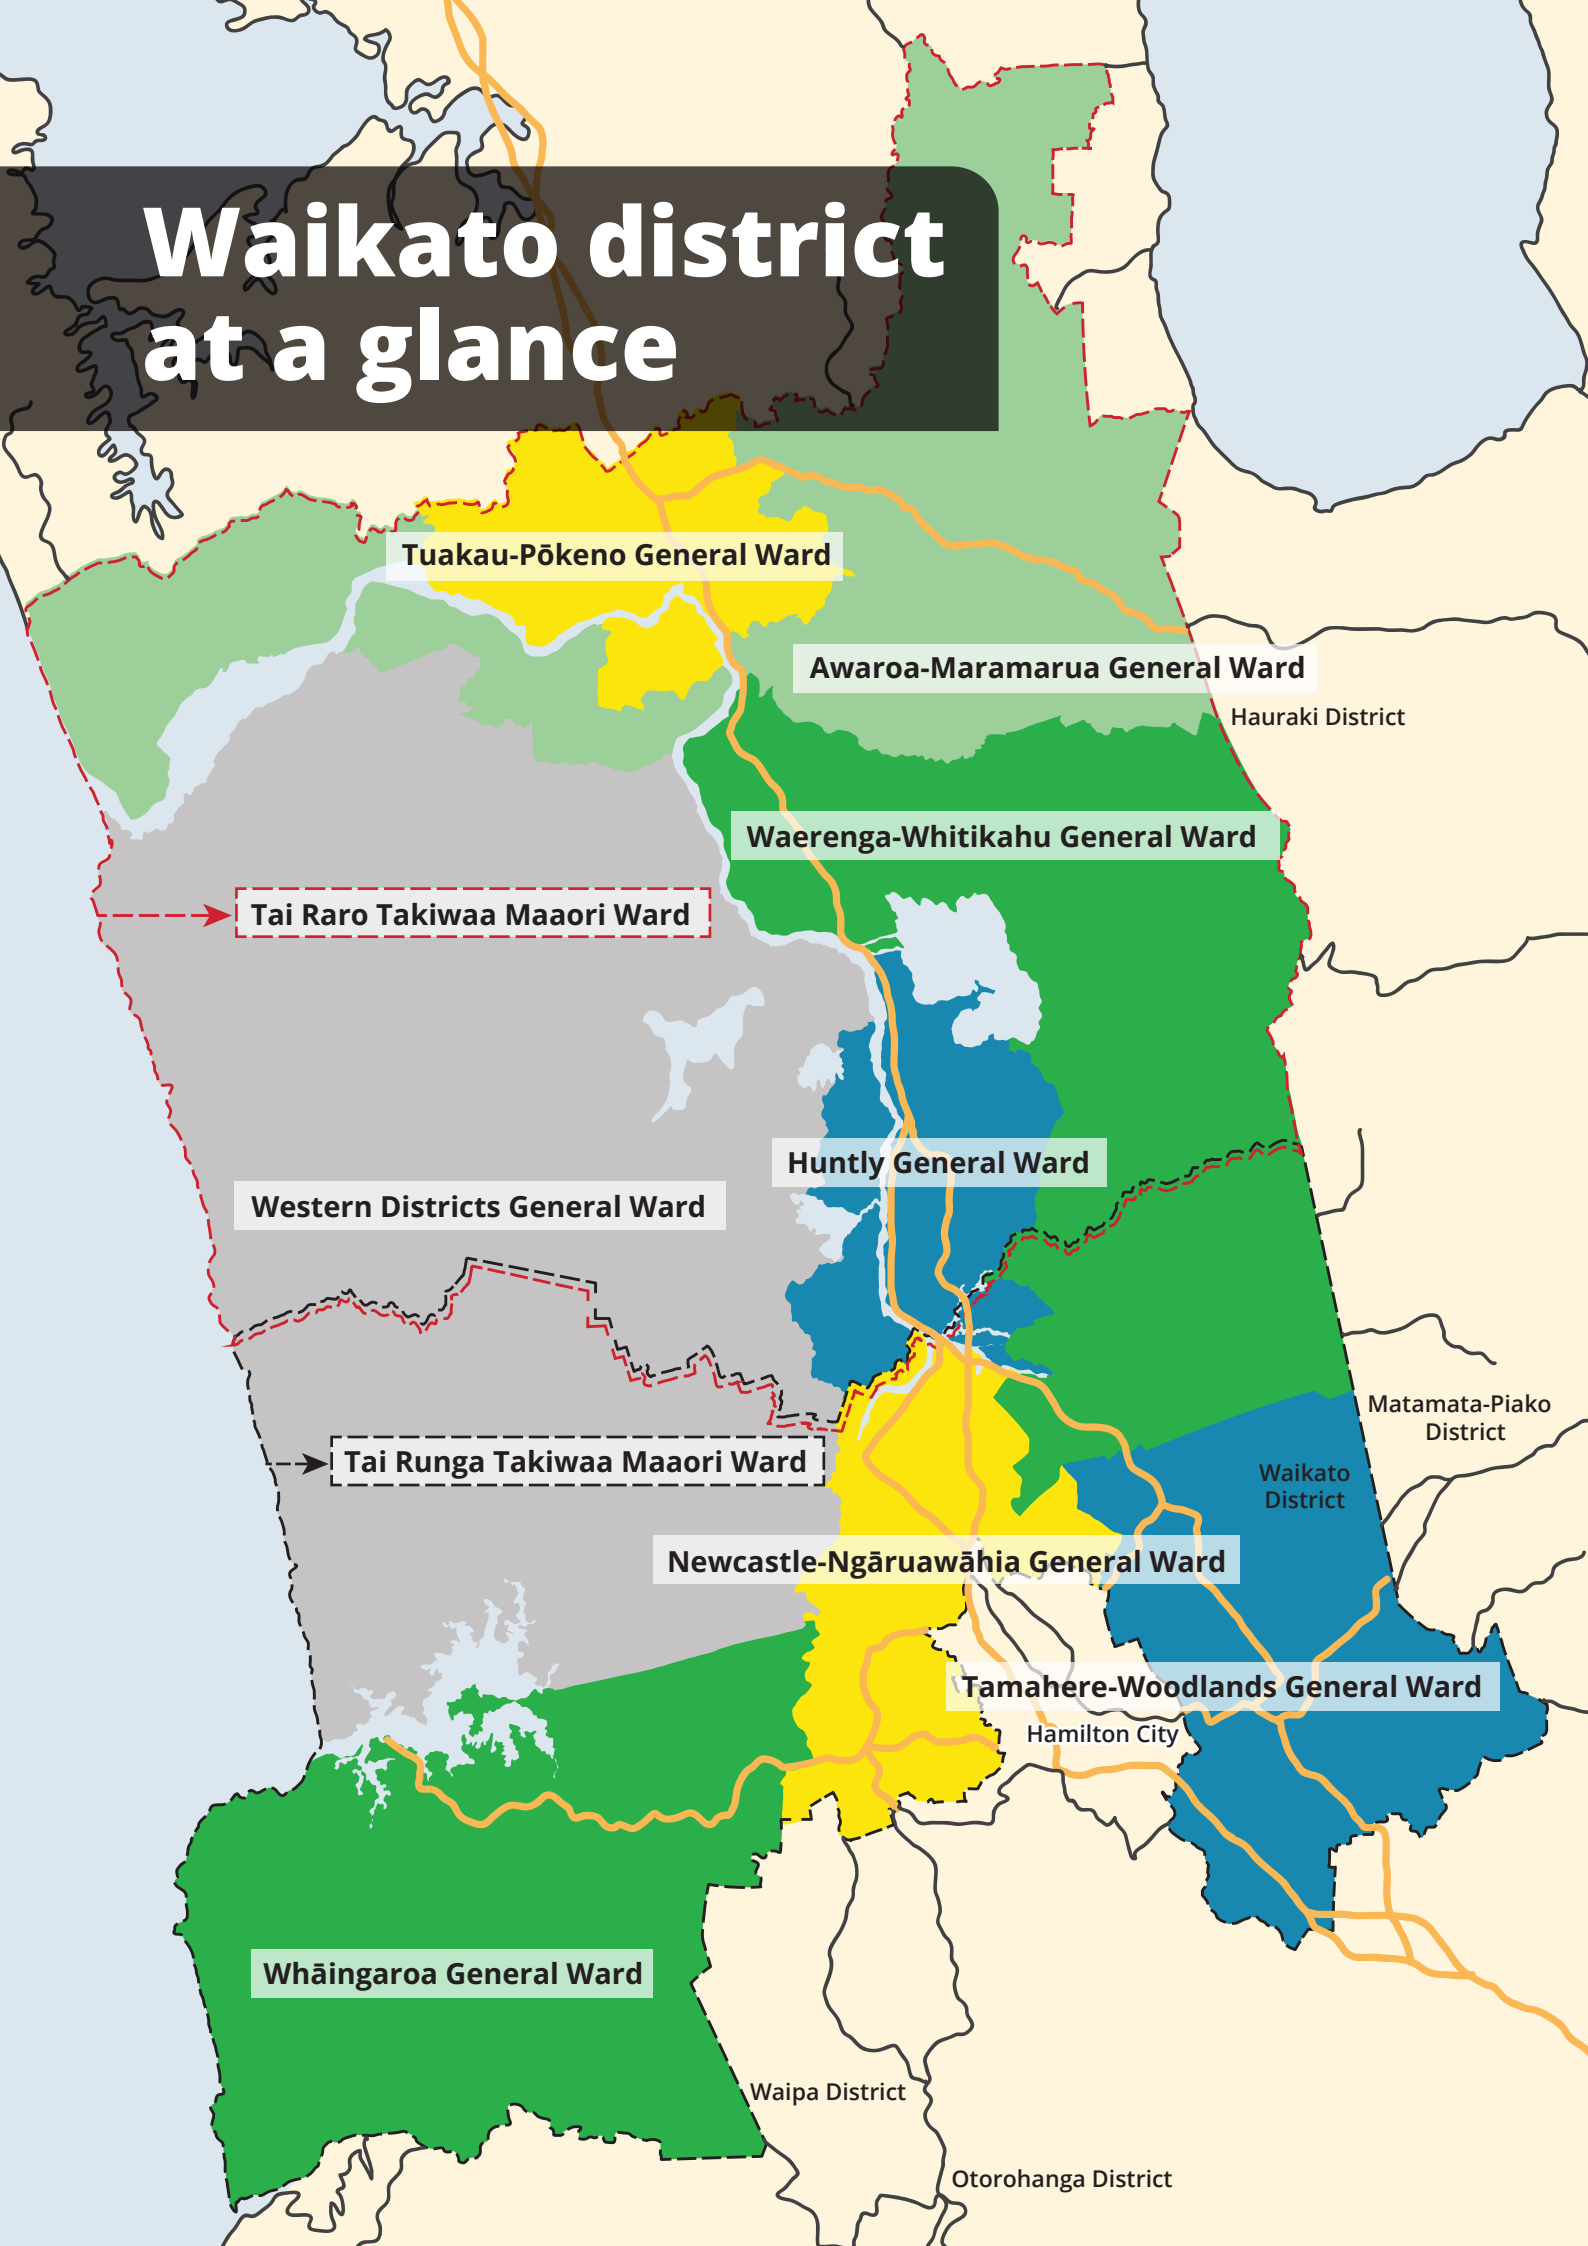 Waikato district
at a glance
Tuakau-Pōkeno General Ward
Awaroa-Maramarua General Ward
Hauraki District
Waerenga-Whitikahu General Ward
Tai Raro Takiwaa Maaori Ward
Huntly General Ward
Western Districts General Ward
Matamata-Piako
District
Tai Runga Takiwaa Maaori Ward
Waikato
District
Newcastle-Ngāruawāhia General Ward
Tamahere-Woodlands General Ward
Hamilton City
Whāingaroa General Ward
Waipa District
Otorohanga District